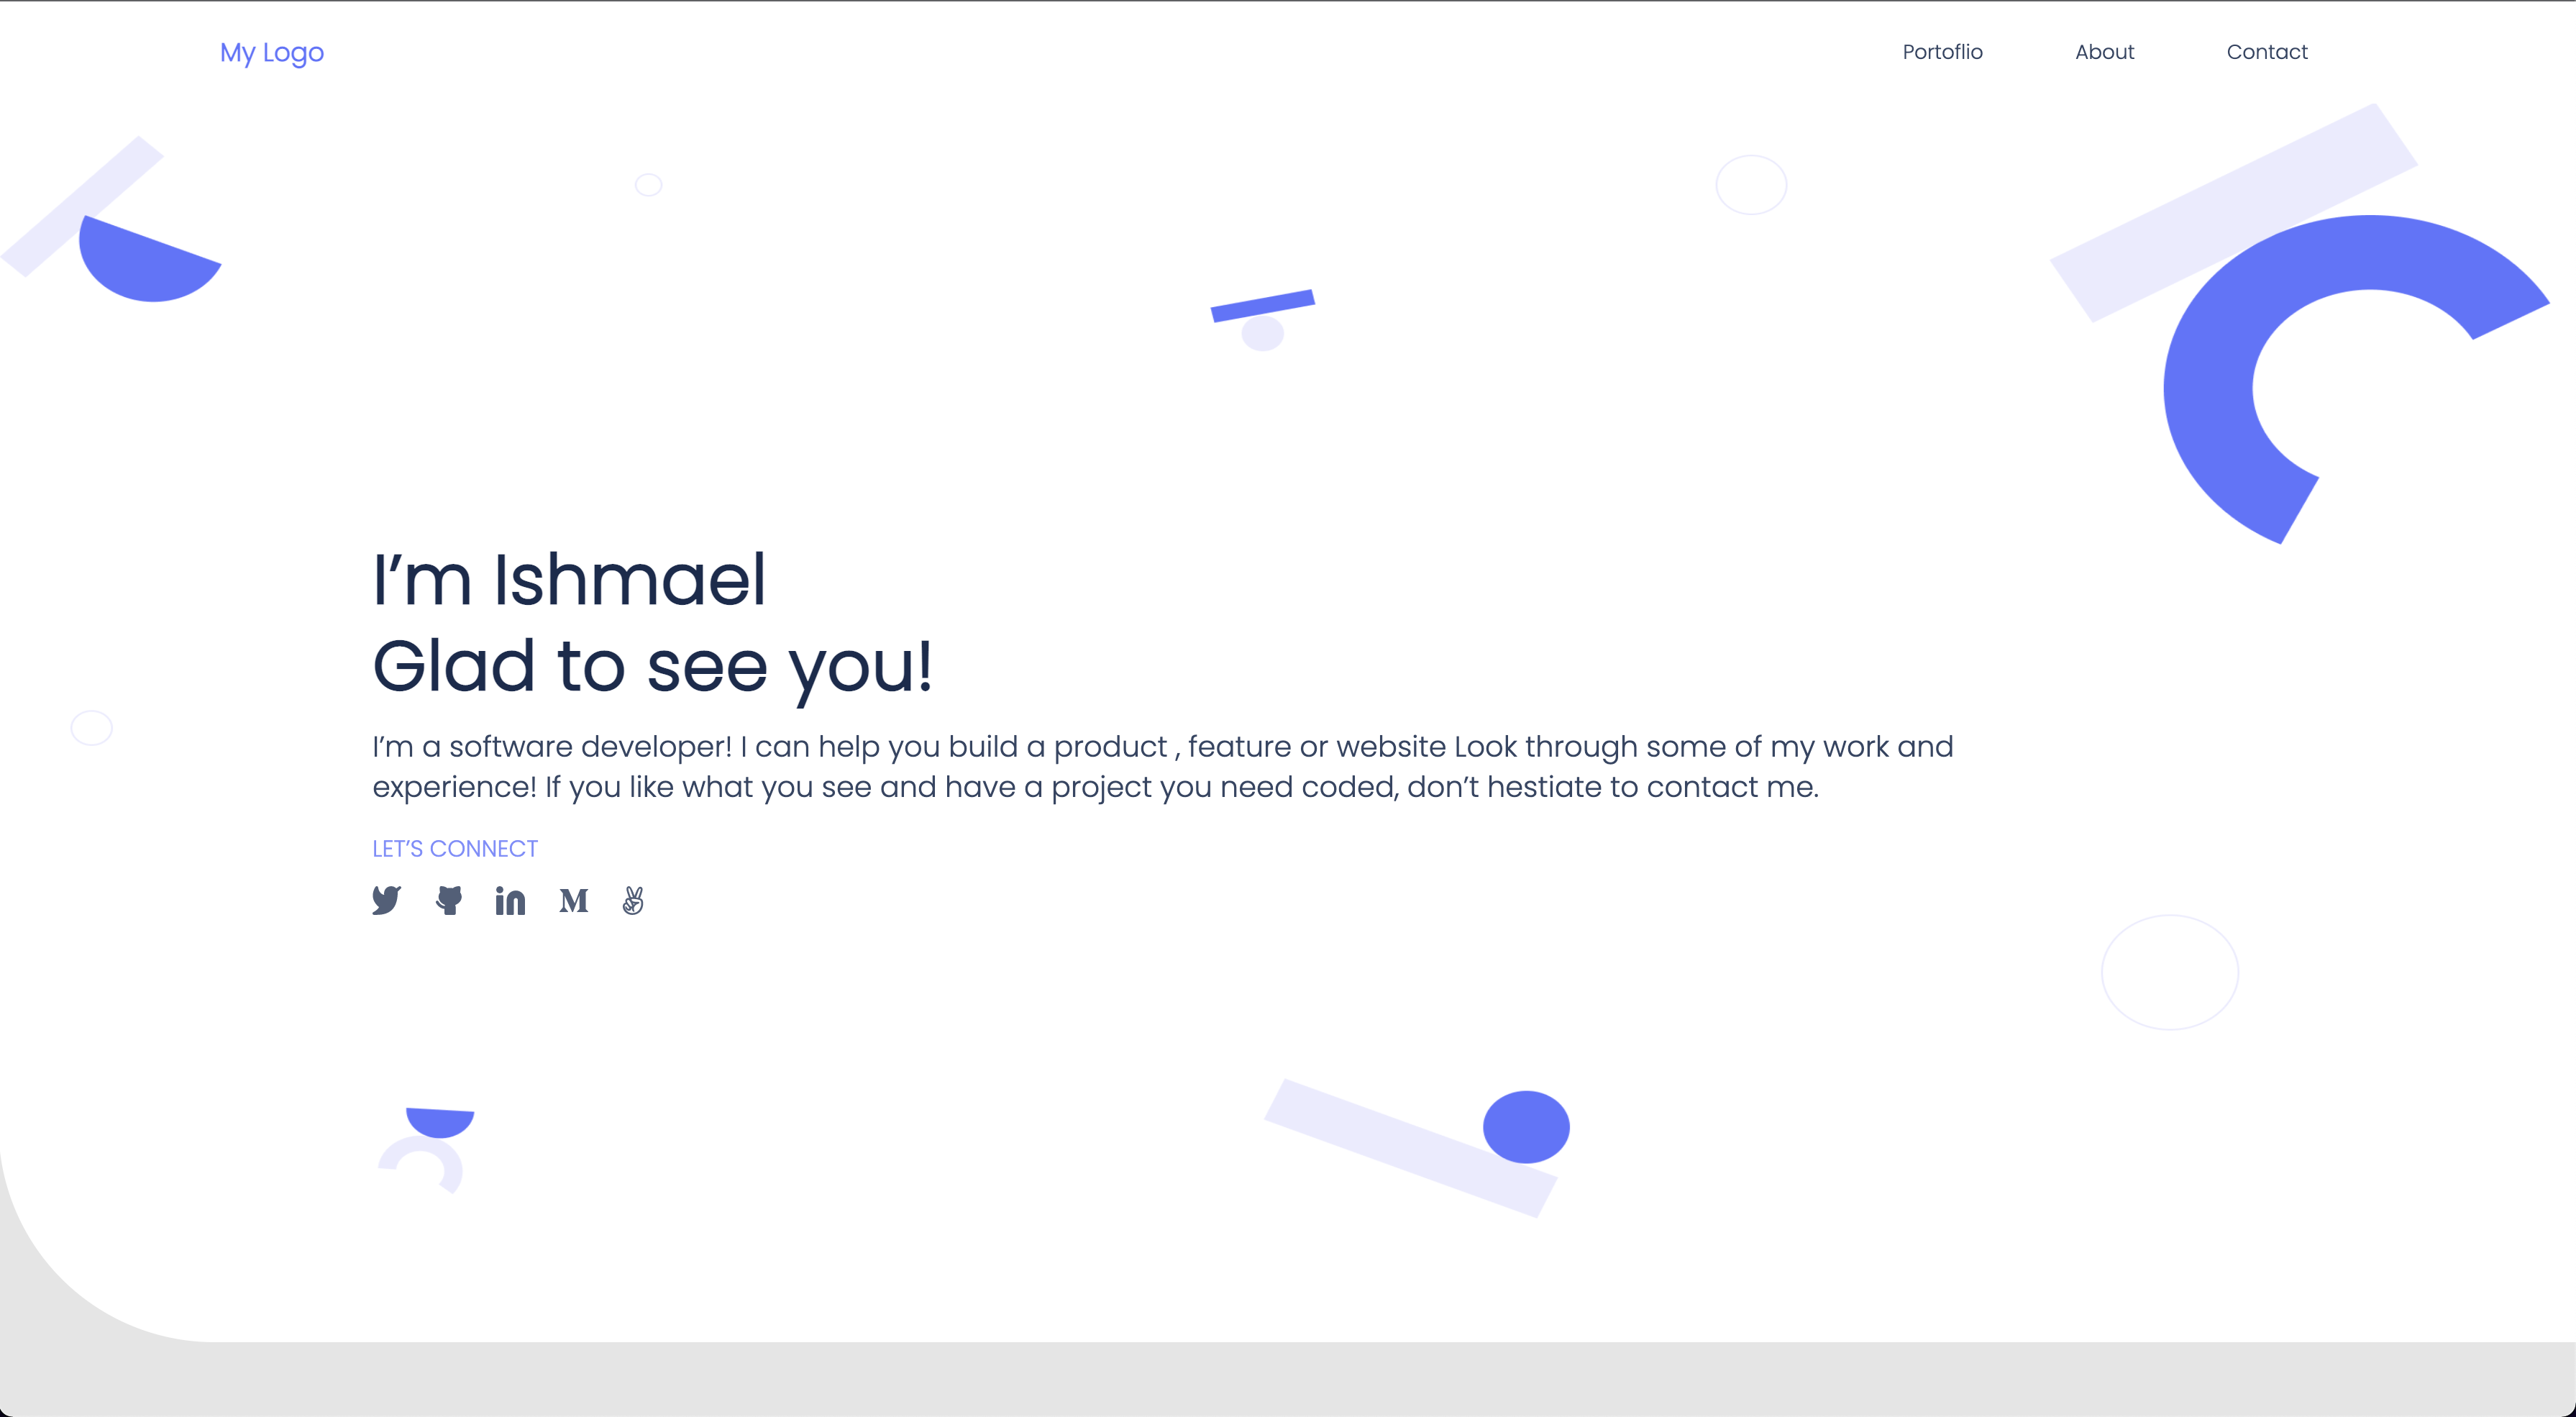 My Logo
Portoflio
About
Contact
I’m Ishmael
Glad to see you!
I’m a software developer! I can help you build a product , feature or website Look through some of my work and
experience! If you like what you see and have a project you need coded, don’t hestiate to contact me.
LET’S CONNECT